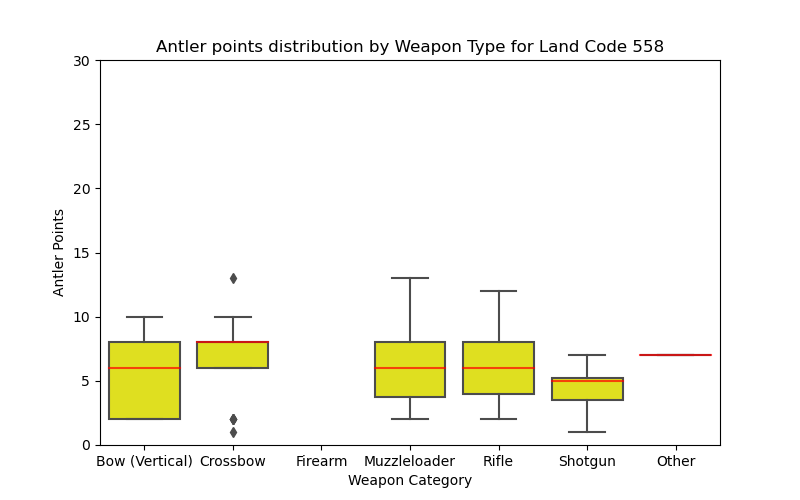 Antler points distribution by Weapon Type for Land Code 558
Antler Points
30
25
20
15
10
5
0
Bow (Vertical) Crossbow Firearm Muzzleloader Rifle Shotgun Other
Weapon Category